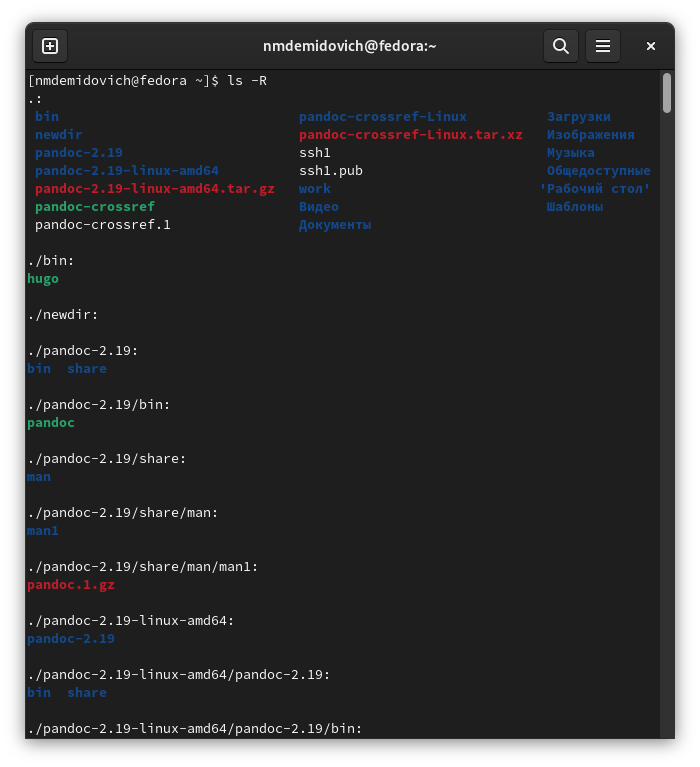 nmdemidovich@fedora:~
[nmdemidovich@fedora ~]$ ls -R
.:
bin pandoc-crossref-Linux Загрузки
newdir pandoc-crossref-Linux.tar.xz Изображения
pandoc-2.19 ssh1 Музыка
pandoc-2.19-linux-amd64 ssh1.pub Общедоступные
pandoc-2.19-linux-amd64.tar.gz work 'Рабочий стол'
pandoc-crossref Видео Шаблоны
pandoc-crossref.1 Документы
./bin:
hugo
./newdir:
./pandoc-2.19:
bin share
./pandoc-2.19/bin:
pandoc
./pandoc-2.19/share:
man
./pandoc-2.19/share/man:
man1
./pandoc-2.19/share/man/man1:
pandoc.1.gz
./pandoc-2.19-linux-amd64:
pandoc-2.19
./pandoc-2.19-linux-amd64/pandoc-2.19:
bin share
./pandoc-2.19-linux-amd64/pandoc-2.19/bin: